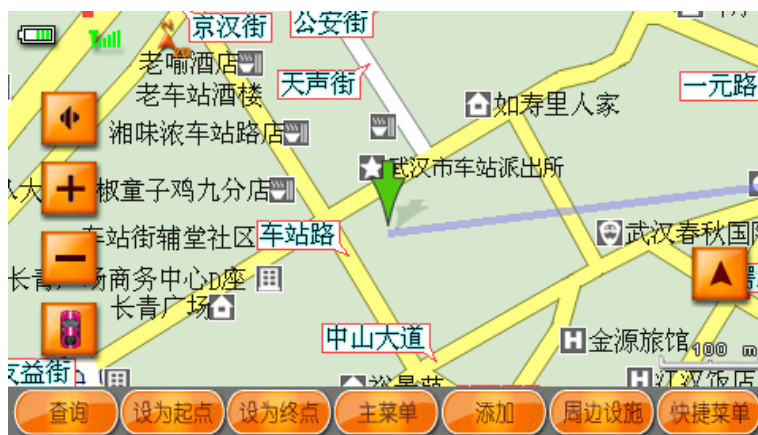 京汉街
公安街
N
20
老喻酒店
天声街
一元路
老车站酒楼
如寿里人家
湘味浓车站路店
武汉市车站派出所
椒童子鸡九分店
车站路
车站街辅堂社区
武汉春秋国
长青广场商务中心D座
长青广场
中山大道
金源旅馆
100 m
友益街
江汉饭店
查询
设为起点
设为终点
主菜单
添加
周边设施
快捷菜单